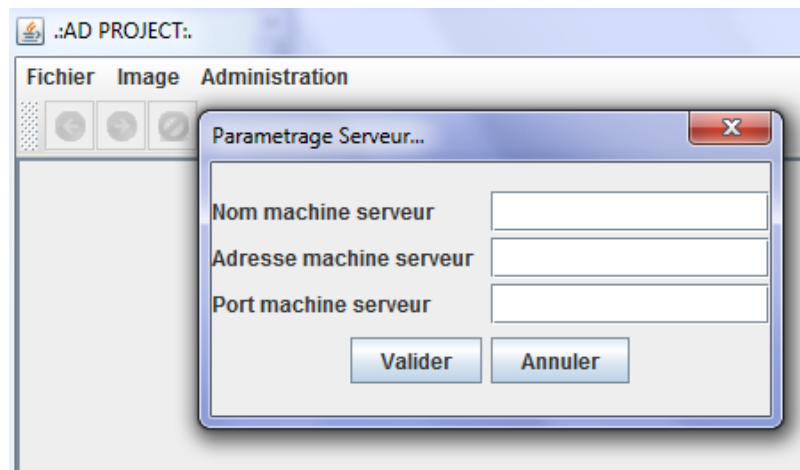 .:AD PROJECT:.
Fichier Image Administration
Parametrage Serveur...
Nom machine serveur
Adresse machine serveur
Port machine serveur
Valider Annuler